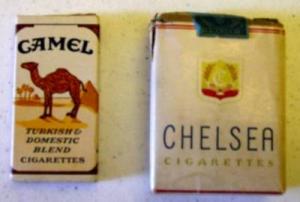 CAMEL
TURKISH &
DOMESTIC
BLEND
CIGARETTES
CHELSEA
CIGARETTES